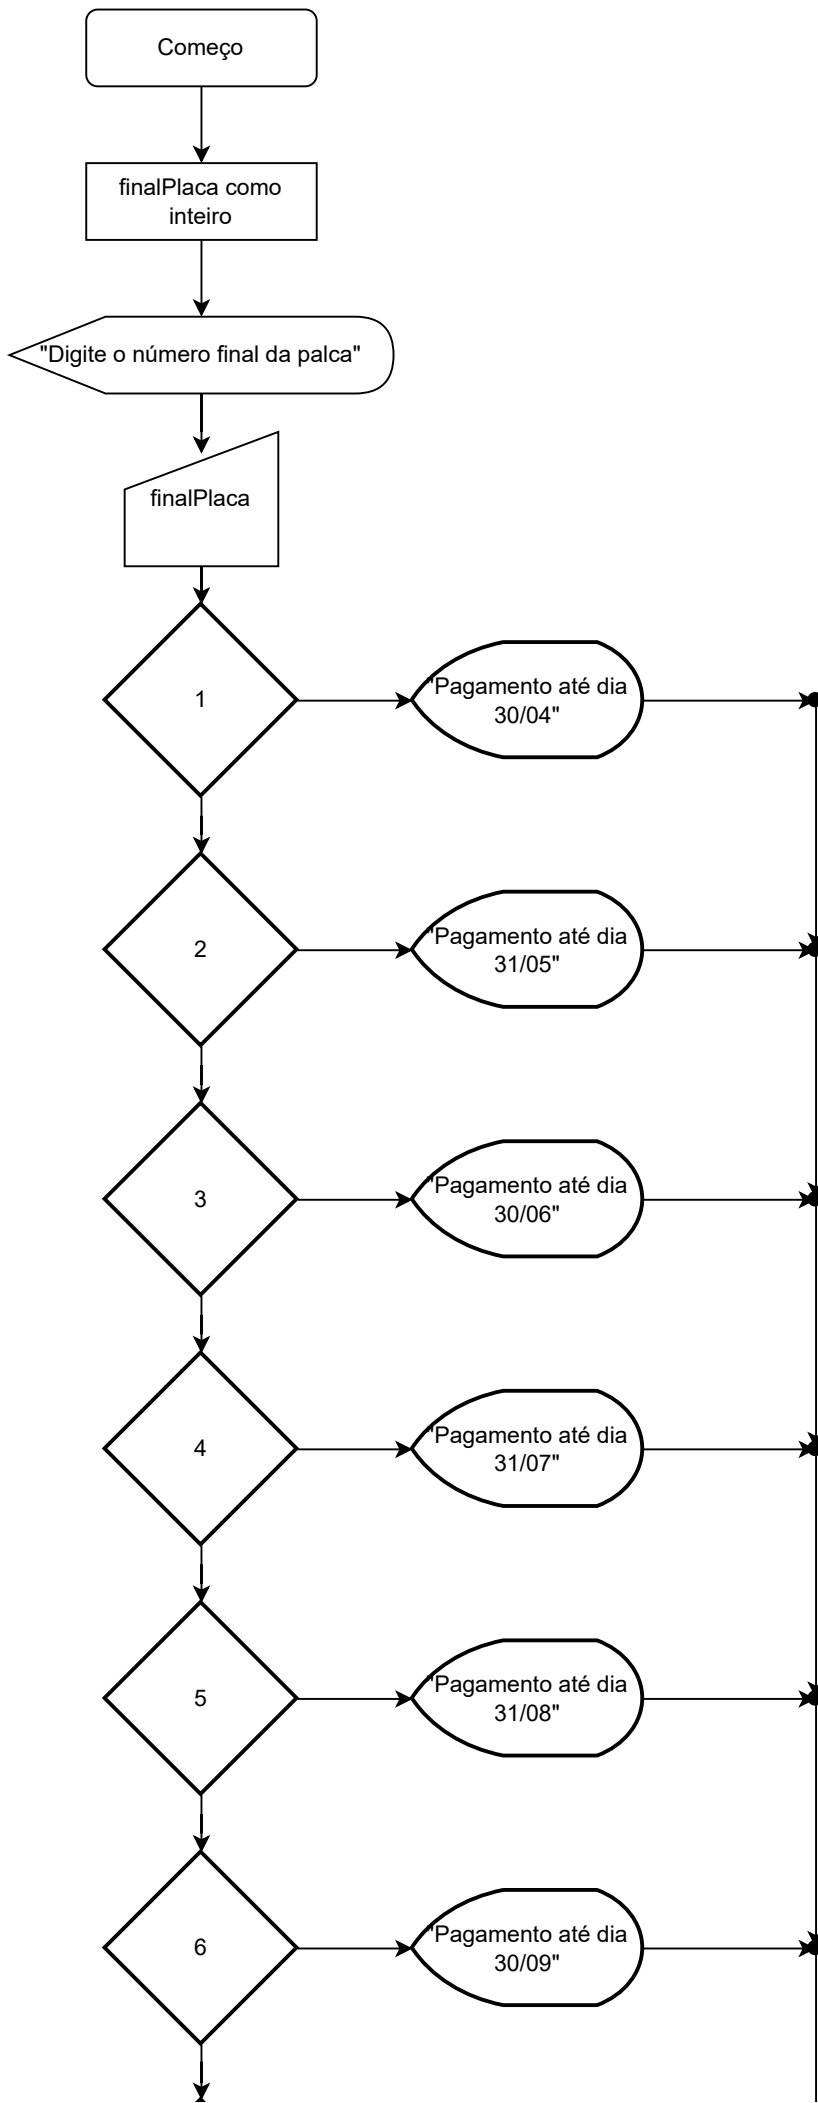 Começo
finalPlaca como
inteiro
"Digite o número final da palca"
finalPlaca
1
"Pagamento até dia
30/04"
2
"Pagamento até dia
31/05"
3
"Pagamento até dia
30/06"
4
"Pagamento até dia
31/07"
5
"Pagamento até dia
31/08"
6
"Pagamento até dia
30/09"